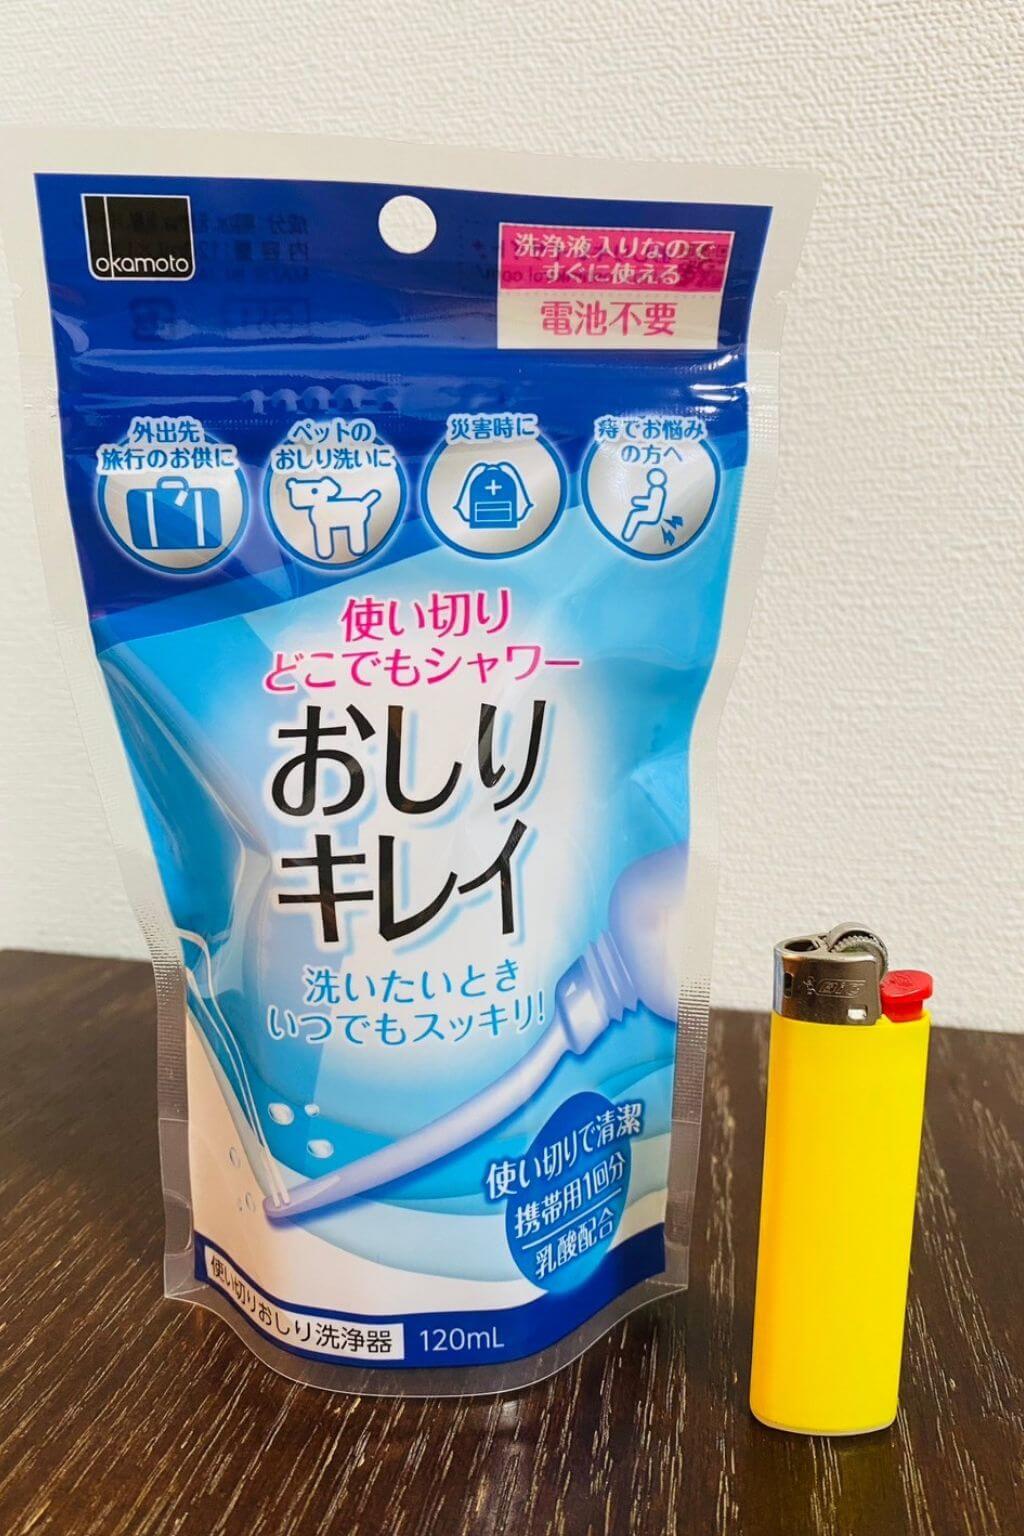 okamoto
洗浄液入りなので
すぐに使える
電池不要
外出先
旅行のお供に
ペットの
おしり洗いに
災害時に
痔でお悩み
の方へ
使い切り
どこでもシャワー
おしり
キレイ
洗いたいとき
いつでもスッキリ!
使い切りで清潔
携帯用1回分
乳酸配合
使い切りおしり洗浄器
120mL
BIC